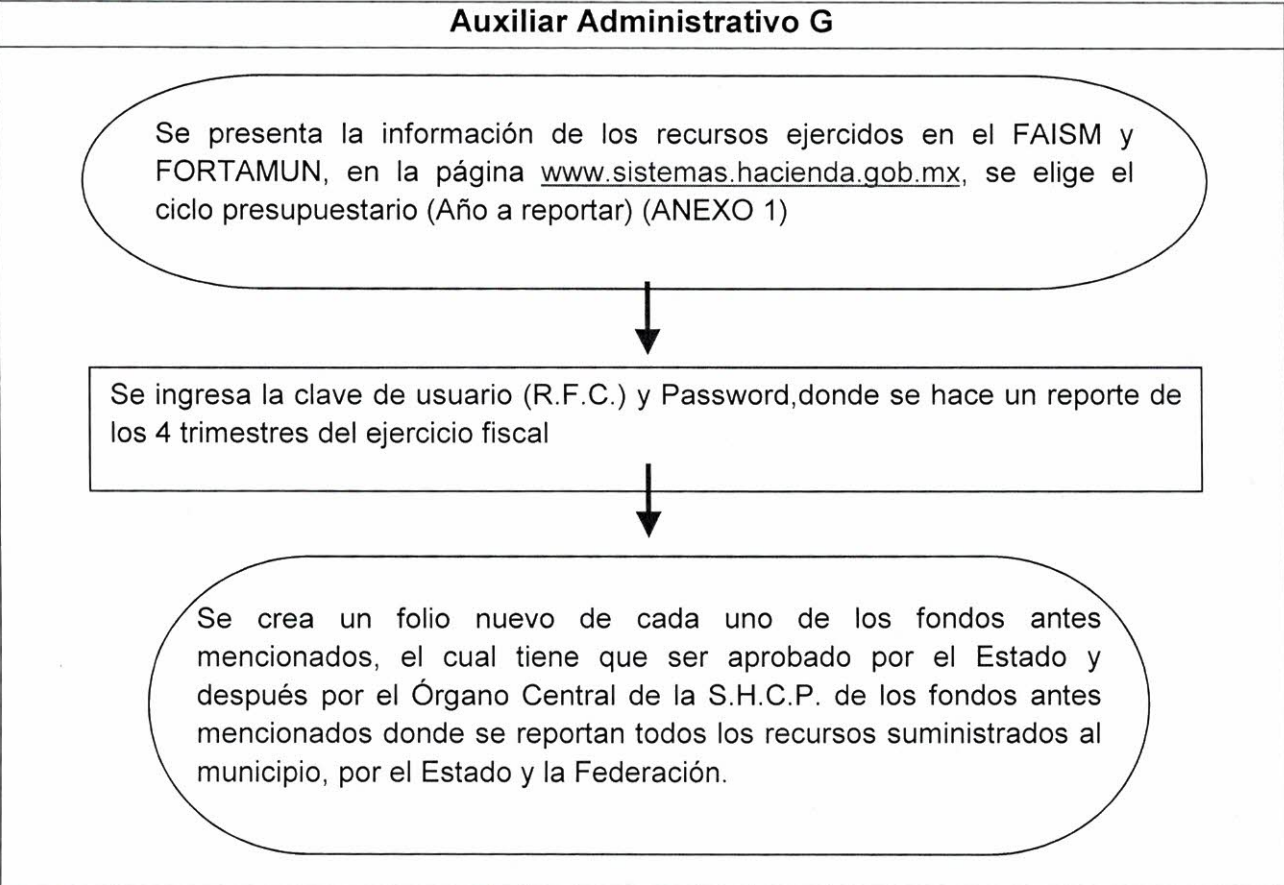 Auxiliar Administrativo G
Se presenta la información de los recursos ejercidos en el FAISM y
FORTAMUN, en la página www.sistemas.hacienda.gob.mx, se elige el
ciclo presupuestario (Año a reportar) (ANEXO 1)
Se ingresa la clave de usuario (R.F.C.) y Password,donde se hace un reporte de
los 4 trimestres del ejercicio fiscal
Se crea un folio nuevo de cada uno de los fondos antes
mencionados, el cual tiene que ser aprobado por el Estado y
después por el Órgano Central de la S.H.C.P. de los fondos antes
mencionados donde se reportan todos los recursos suministrados al
municipio, por el Estado y la Federación.